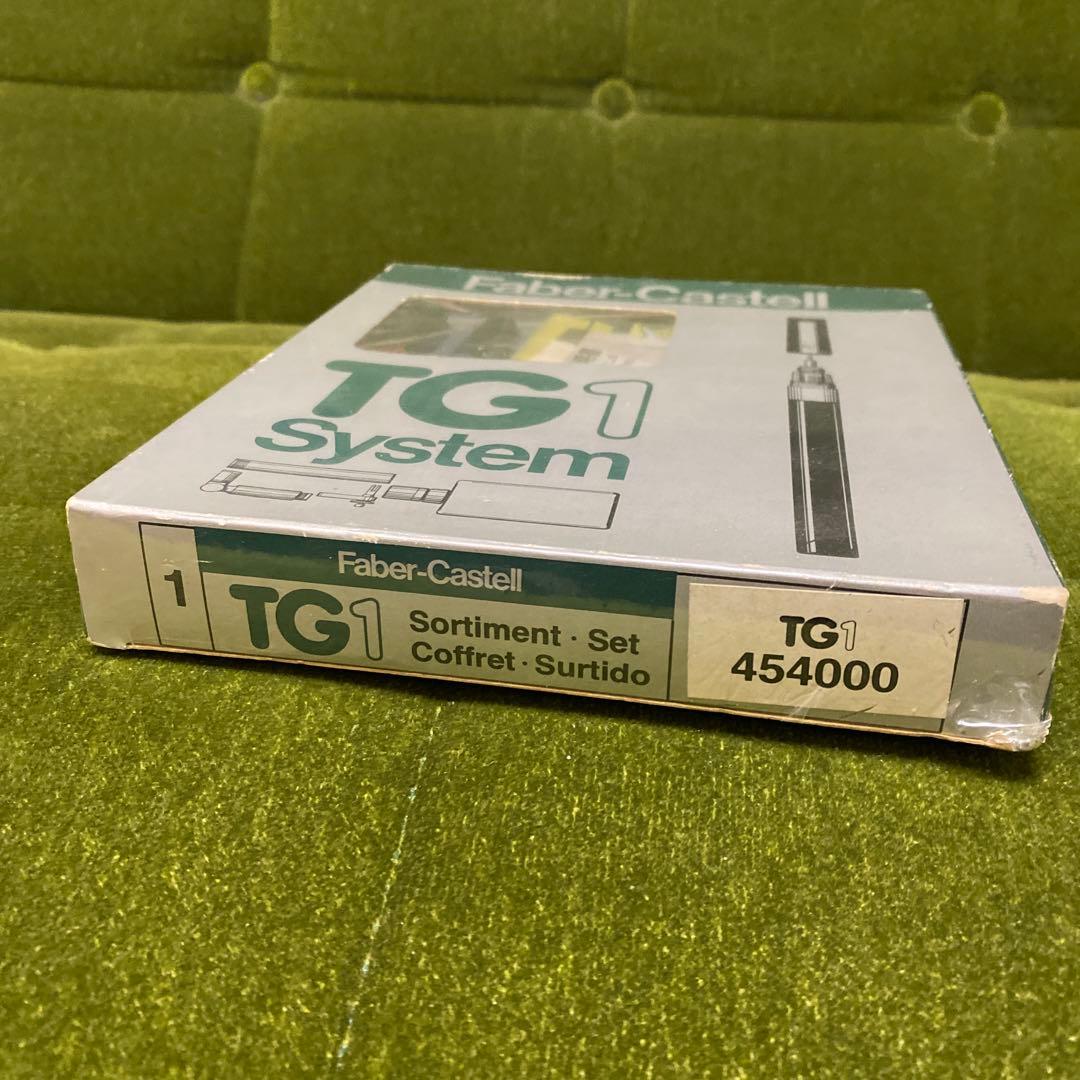 Faber-Castell
TG1
System
1
Faber-Castell
TG1
Sortiment · Set
Coffret · Surtido
TG1
454000